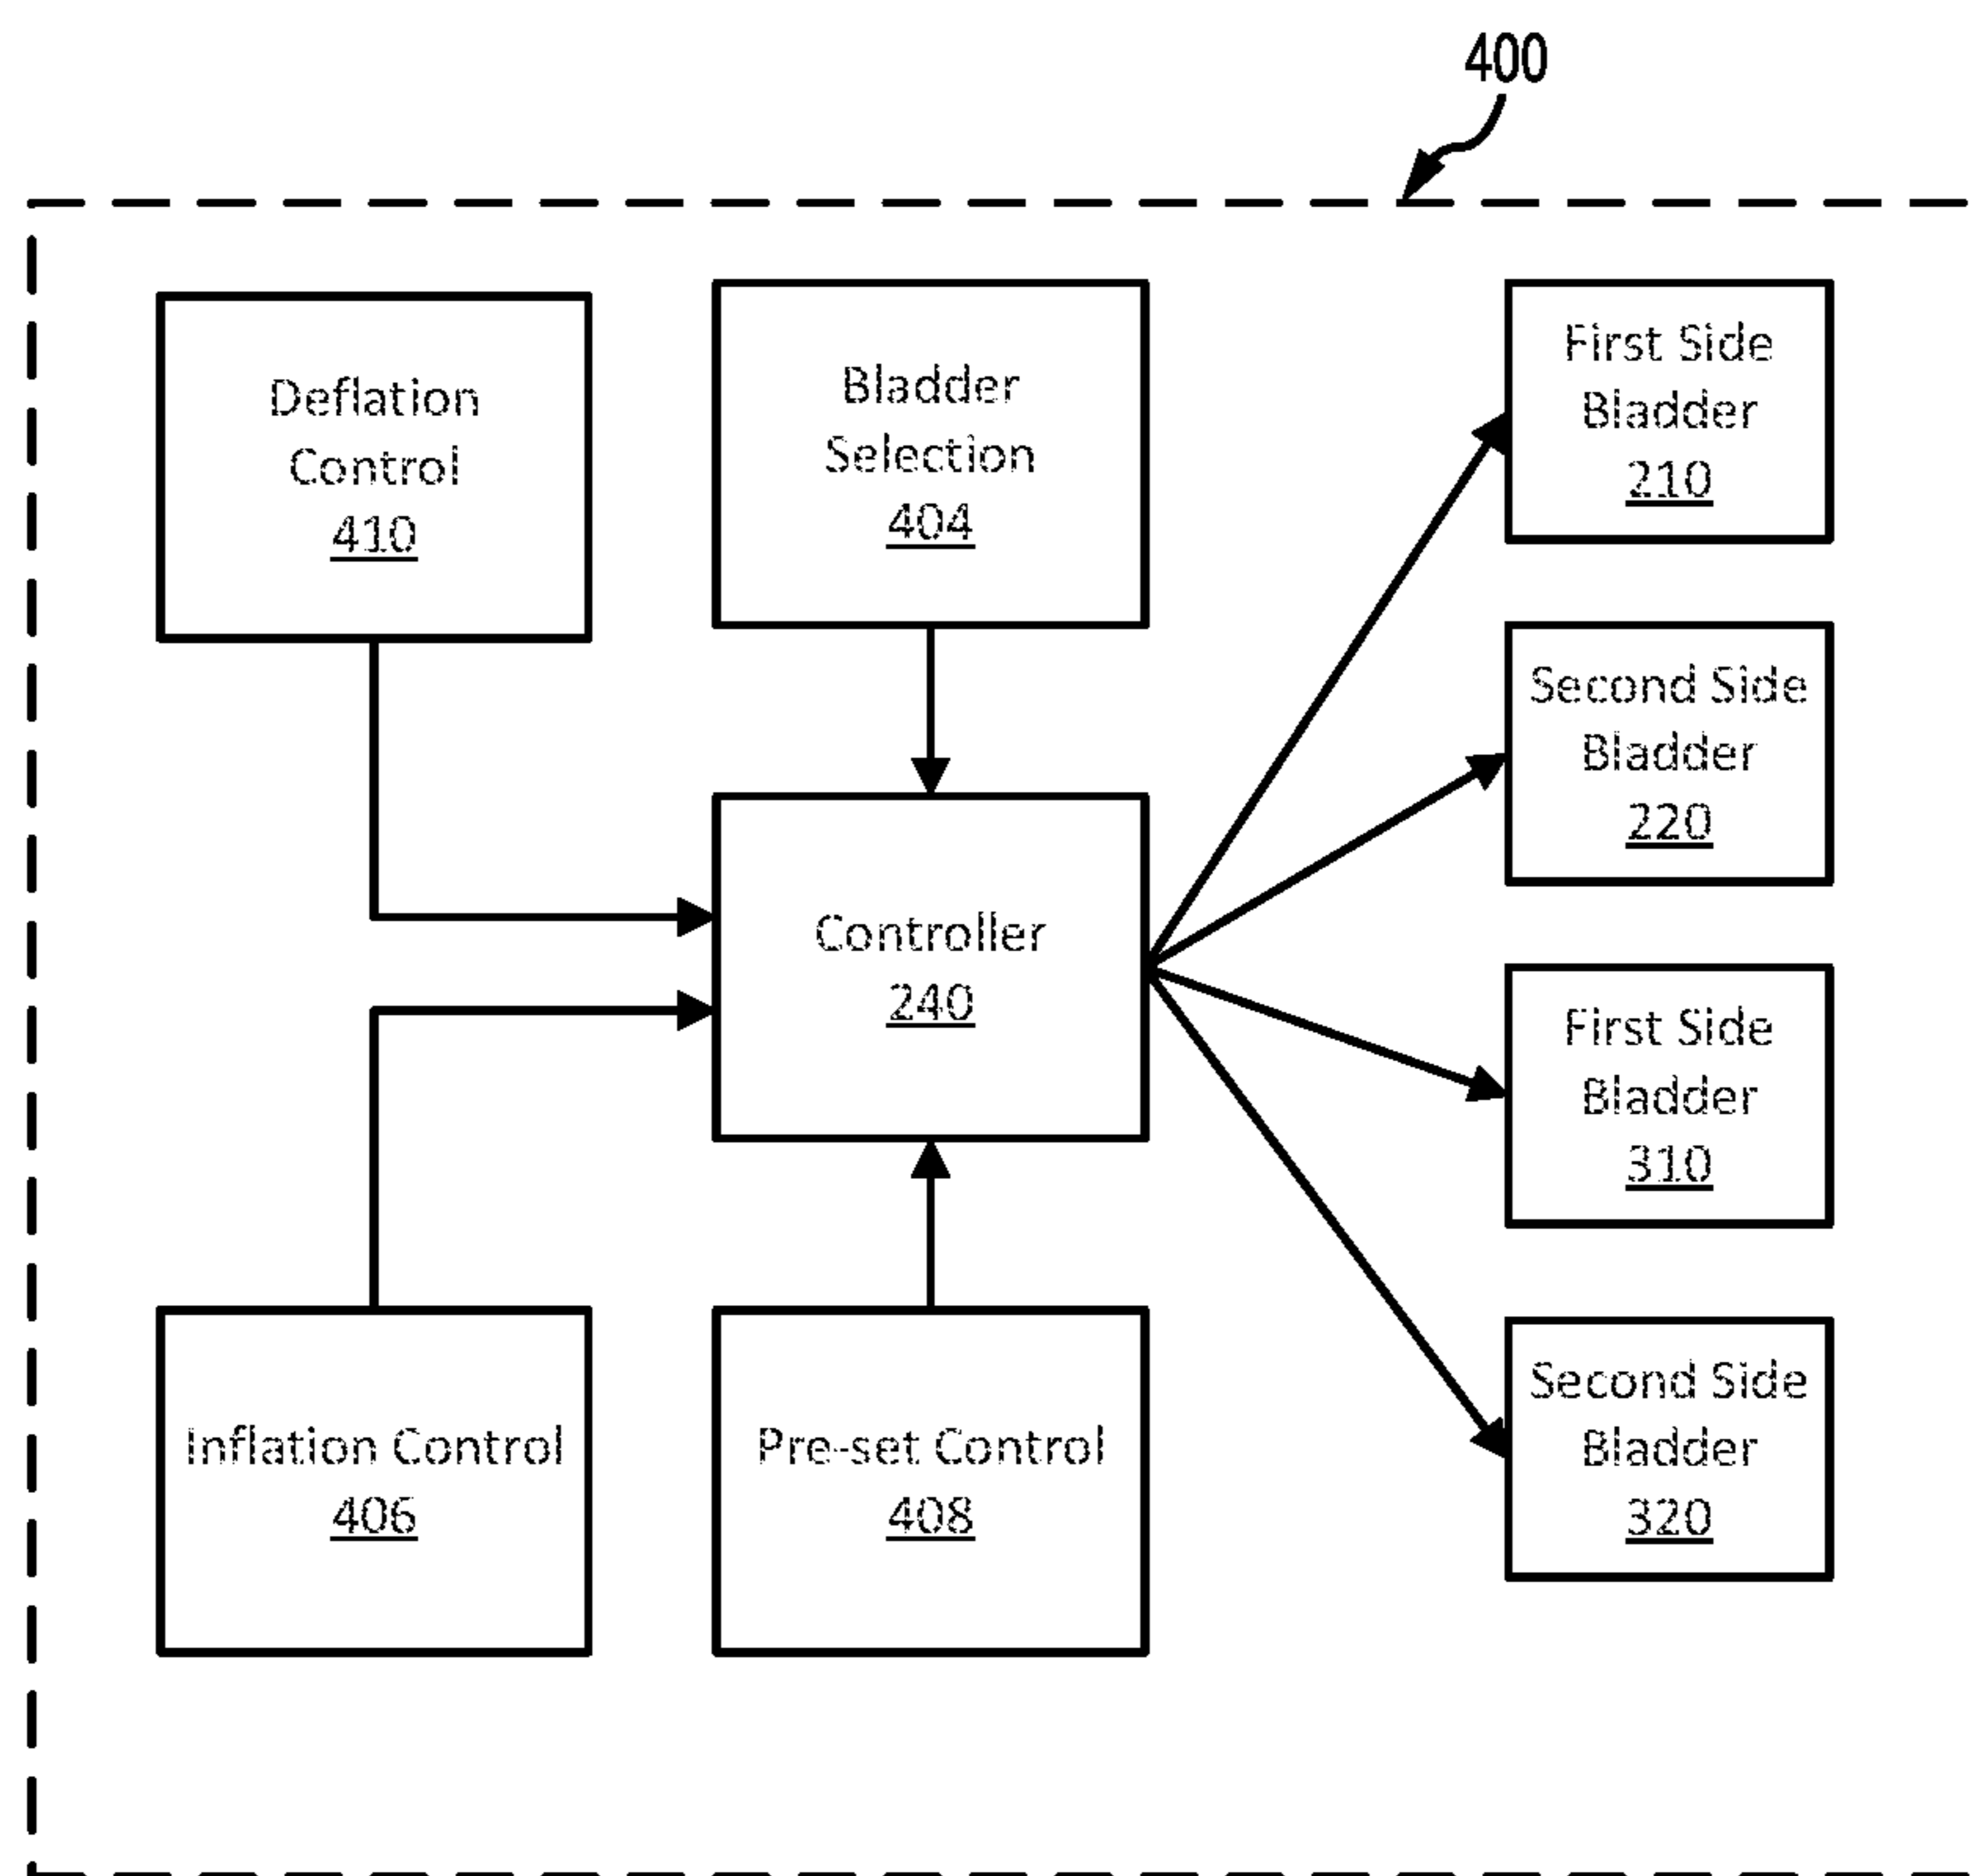 400
Deflation
Control
410
Bladder
Selection
404
First Side
Bladder
210
Second Side
Bladder
220
Controller
240
First Side
Bladder
310
Inflation Control
406
Pre-set Control
408
Second Side
Bladder
320